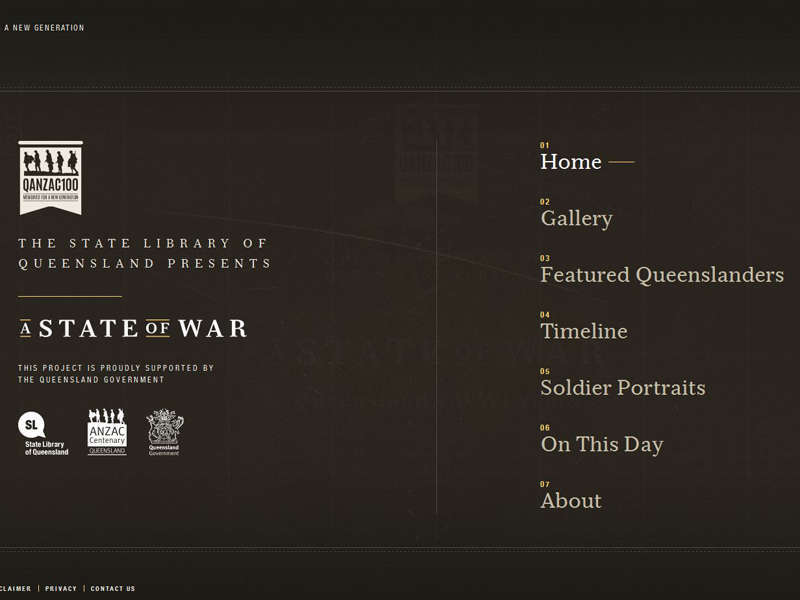 A NEW GENERATION
QANZAC100
MEMORIES FOR A NEW GENERATION
THE STATE LIBRARY OF
QUEENSLAND PRESENTS
A STATE OF WAR
THIS PROJECT IS PROUDLY SUPPORTED BY
THE QUEENSLAND GOVERNMENT
SL
State Library
of Queensland
ANZAC
Centenary
QUEENSLAND
Queensland
Government
01
Home
02
Gallery
03
Featured Queenslanders
04
Timeline
05
Soldier Portraits
06
On This Day
07
About
CLAIMER | PRIVACY | CONTACT US